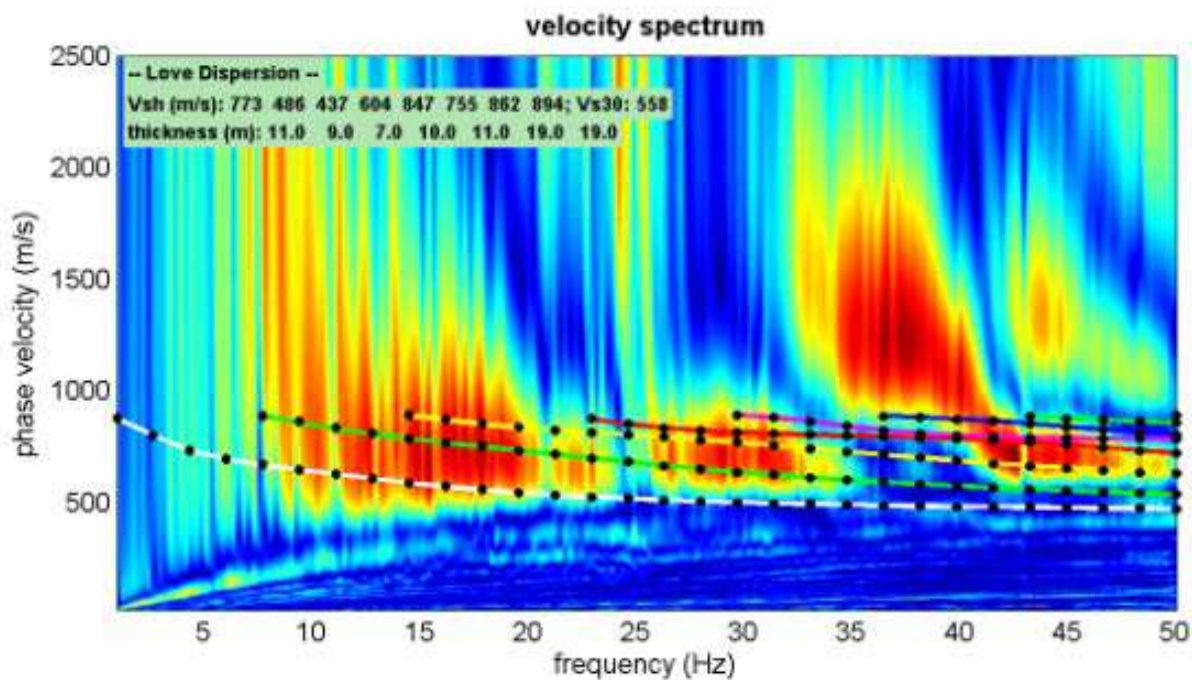 velocity spectrum
-- Love Dispersion --
Vsh (m/s): 773 486 437 604 847 755 862 894; Vs30: 558
thickness (m): 11.0 9.0 7.0 10.0 11.0 19.0 19.0
2500
2000
1500
1000
500
phase velocity (m/s)
5 10 15 20 25 30 35 40 45 50
frequency (Hz)